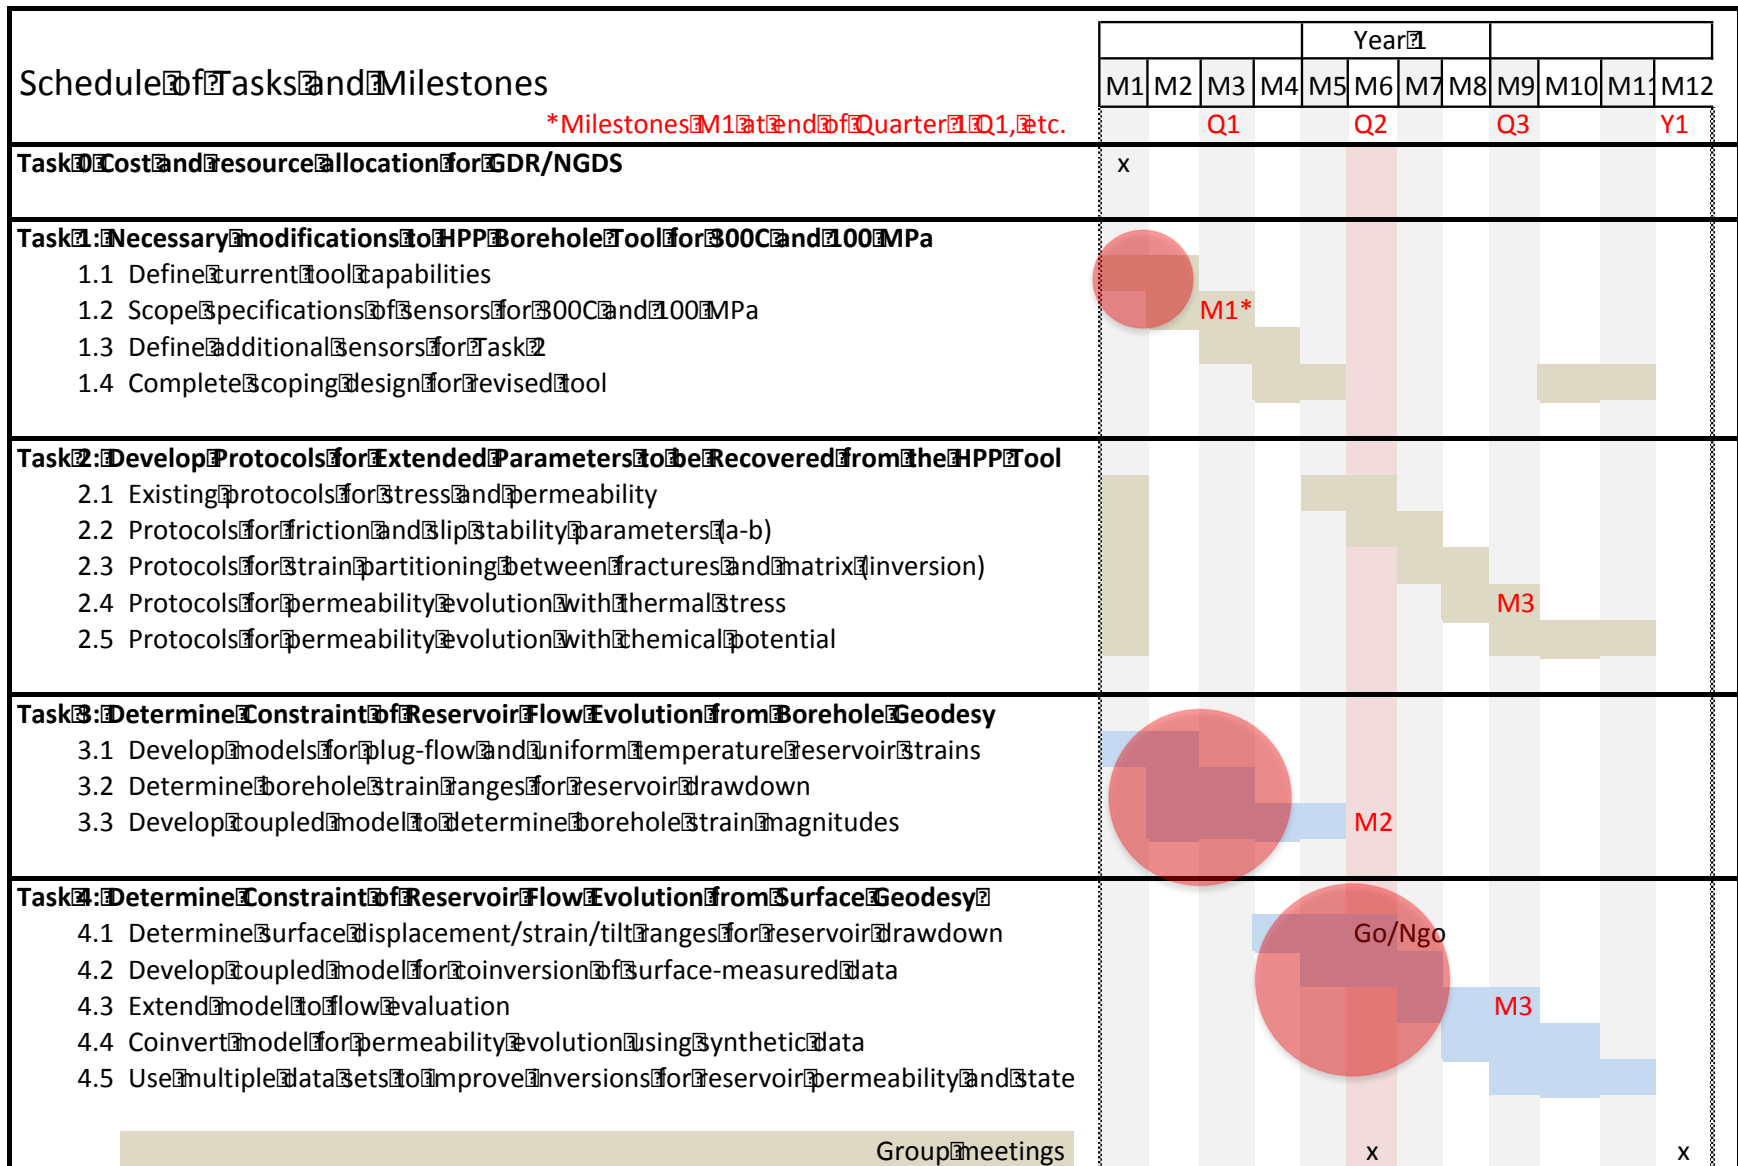 Year 1
Schedule of Tasks and Milestones M1 M2 M3 M4 M5 M6 M7 M8 M9 M10 M11 M12
*Milestones M1 at end of Quarter 1 Q1, etc. Q1 Q2 Q3 Y1
Task 0 Cost and resource allocation for GDR/NGDS x
Task 1: Necessary modifications to HPP Borehole Tool for 300C and 100 MPa
1.1 Define current tool capabilities
1.2 Scope specifications of sensors for 300C and 100 MPa M1*
1.3 Define additional sensors for Task 2
1.4 Complete scoping design for revised tool
Task 2: Develop Protocols for Extended Parameters to be Recovered from the HPP Tool
2.1 Existing protocols for stress and permeability
2.2 Protocols for friction and slip stability parameters (a-b)
2.3 Protocols for strain partitioning between fractures and matrix (inversion)
2.4 Protocols for permeability evolution with thermal stress M3
2.5 Protocols for permeability evolution with chemical potential
Task 3: Determine Constraint of Reservoir Flow Evolution from Borehole Geodesy
3.1 Develop models for plug-flow and uniform temperature reservoir strains
3.2 Determine borehole strain ranges for reservoir drawdown
3.3 Develop coupled model to determine borehole strain magnitudes M2
Task 4: Determine Constraint of Reservoir Flow Evolution from Surface Geodesy
4.1 Determine surface displacement/strain/tilt ranges for reservoir drawdown Go/Ngo
4.2 Develop coupled model for coinversion of surface-measured data
4.3 Extend model to flow evaluation M3
4.4 Coinvert model for permeability evolution using synthetic data
4.5 Use multiple data sets to improve inversions for reservoir permeability and state
Group meetings x x